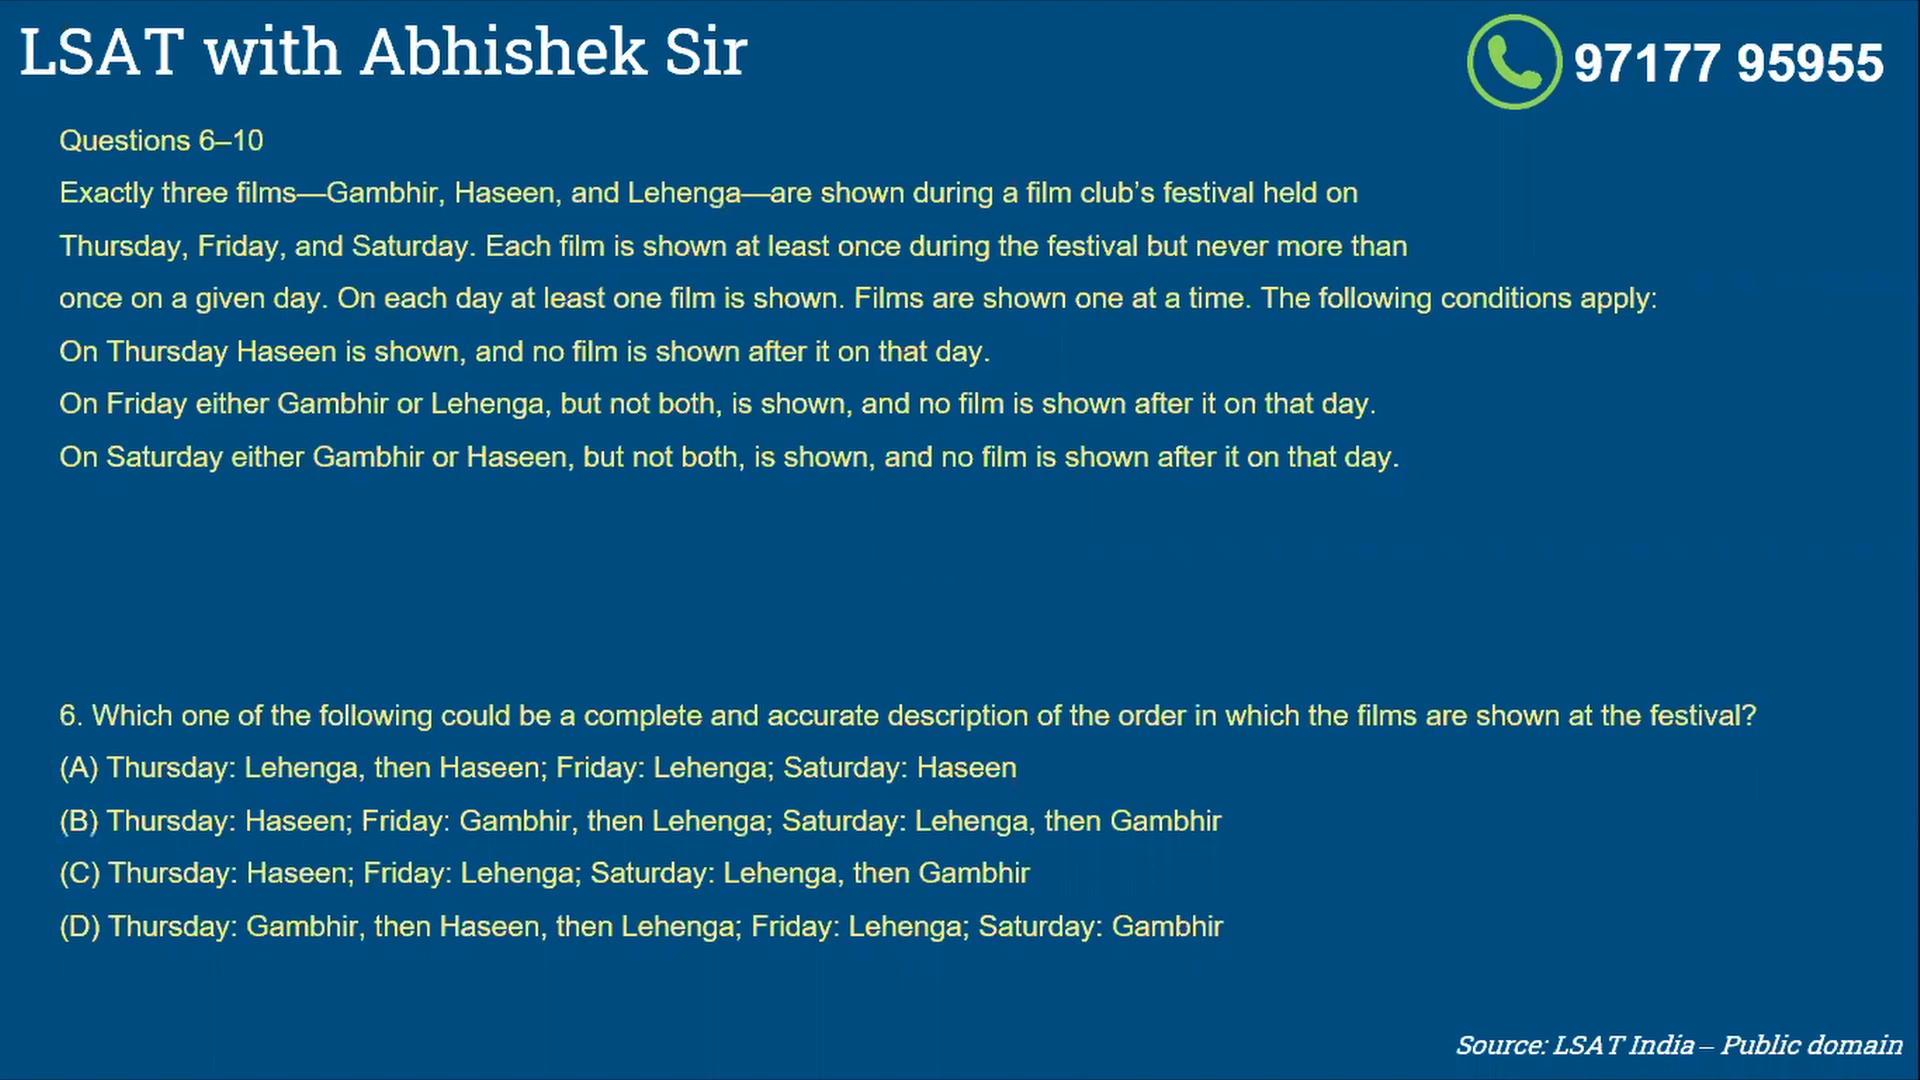 LSAT with Abhishek Sir
97177 95955
Questions 6–10
Exactly three films—Gambhir, Haseen, and Lehenga—are shown during a film club’s festival held on
Thursday, Friday, and Saturday. Each film is shown at least once during the festival but never more than
once on a given day. On each day at least one film is shown. Films are shown one at a time. The following conditions apply:
On Thursday Haseen is shown, and no film is shown after it on that day.
On Friday either Gambhir or Lehenga, but not both, is shown, and no film is shown after it on that day.
On Saturday either Gambhir or Haseen, but not both, is shown, and no film is shown after it on that day.
6. Which one of the following could be a complete and accurate description of the order in which the films are shown at the festival?
(A) Thursday: Lehenga, then Haseen; Friday: Lehenga; Saturday: Haseen
(B) Thursday: Haseen; Friday: Gambhir, then Lehenga; Saturday: Lehenga, then Gambhir
(C) Thursday: Haseen; Friday: Lehenga; Saturday: Lehenga, then Gambhir
(D) Thursday: Gambhir, then Haseen, then Lehenga; Friday: Lehenga; Saturday: Gambhir
Source: LSAT India – Public domain